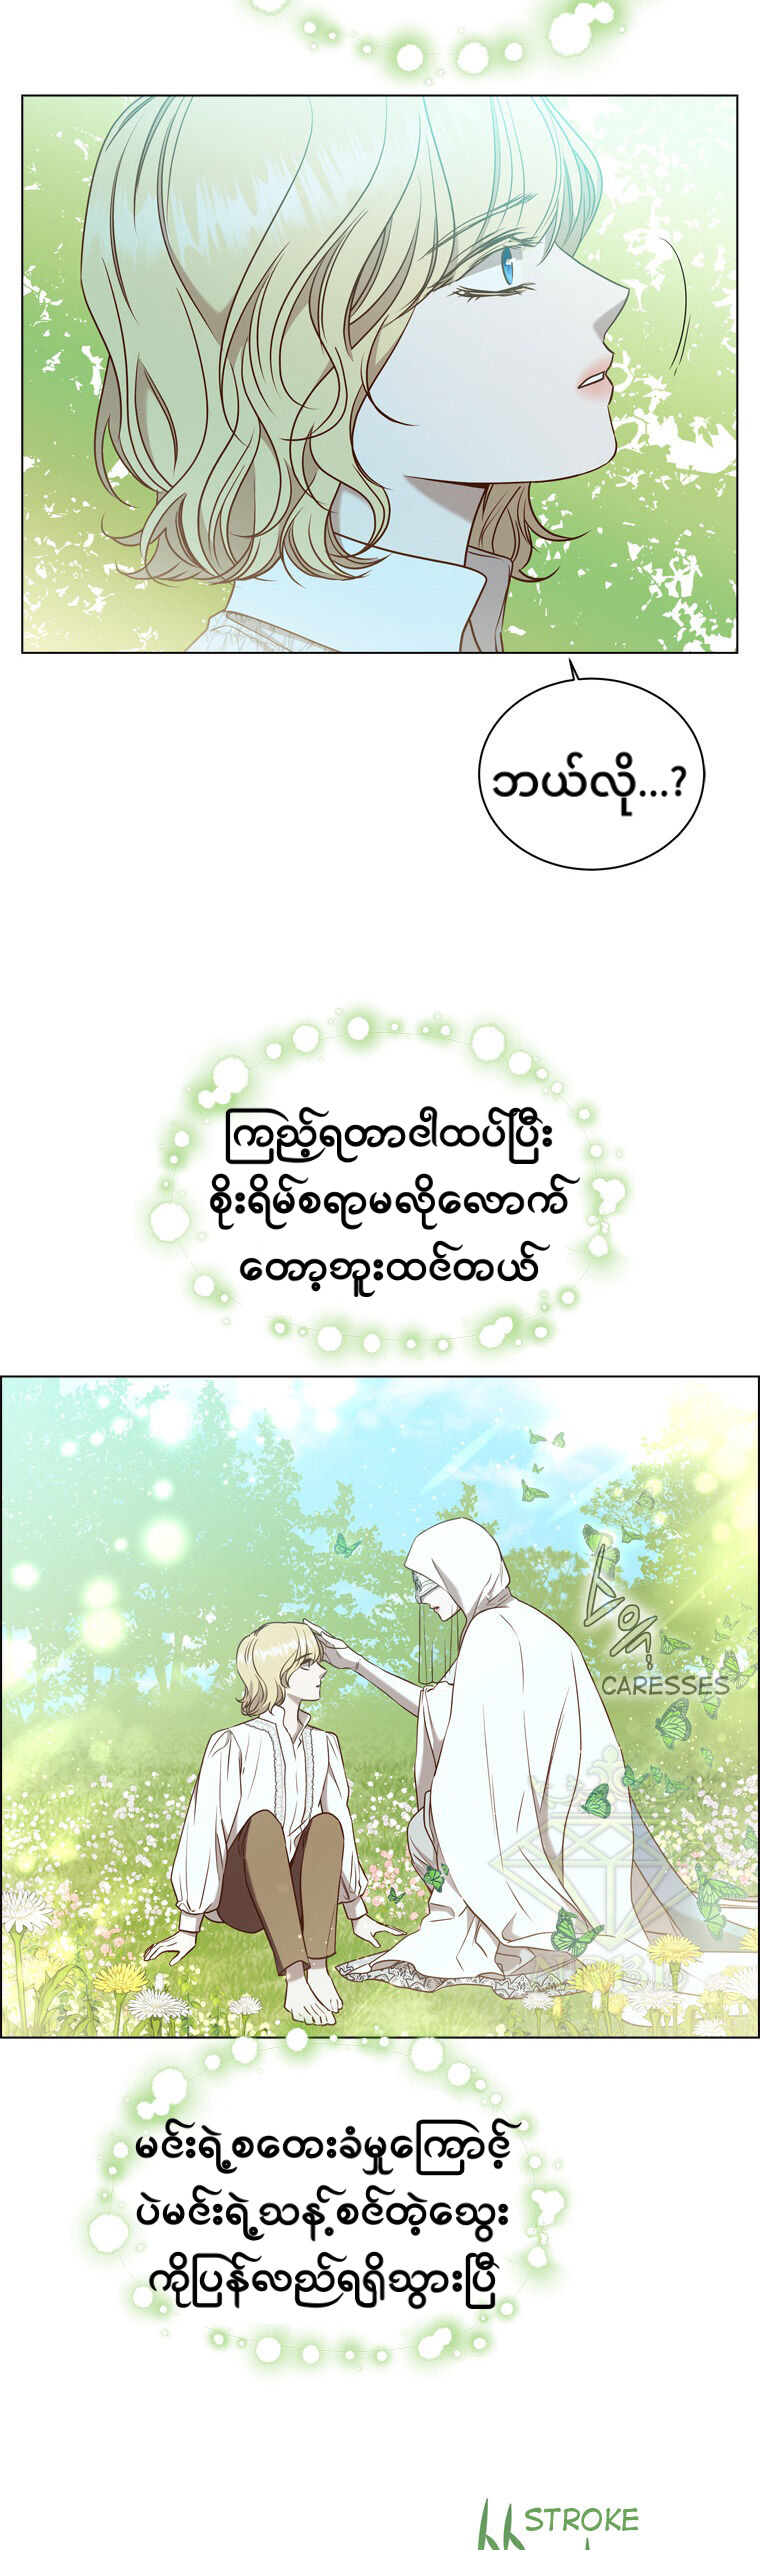 ဘယ်လို...?
ကြည့်ရတာငါထပ်ပြီး
စိုးရိမ်စရာမလိုလောက်
တော့ဘူးထင်တယ်
CARESSES
မင်းရဲ့စတေးခံမှုကြောင့်
ပဲမင်းရဲ့သန့်စင်တဲ့သွေး
ကိုပြန်လည်ရရှိသွားပြီ
STROKE